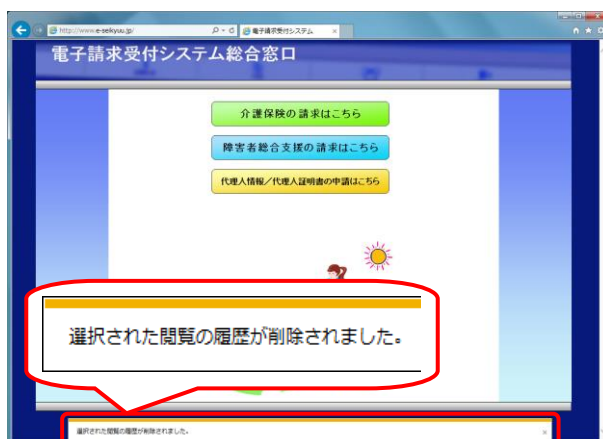 http://www.e-seikyuu.jp/
電子請求受付システム
電子請求受付システム総合窓口
介護保険の請求はこちら
障害者総合支援の請求はこちら
代理人情報／代理人証明書の申請はこちら
選択された閲覧の履歴が削除されました。
選択された閲覧の履歴が削除されました。